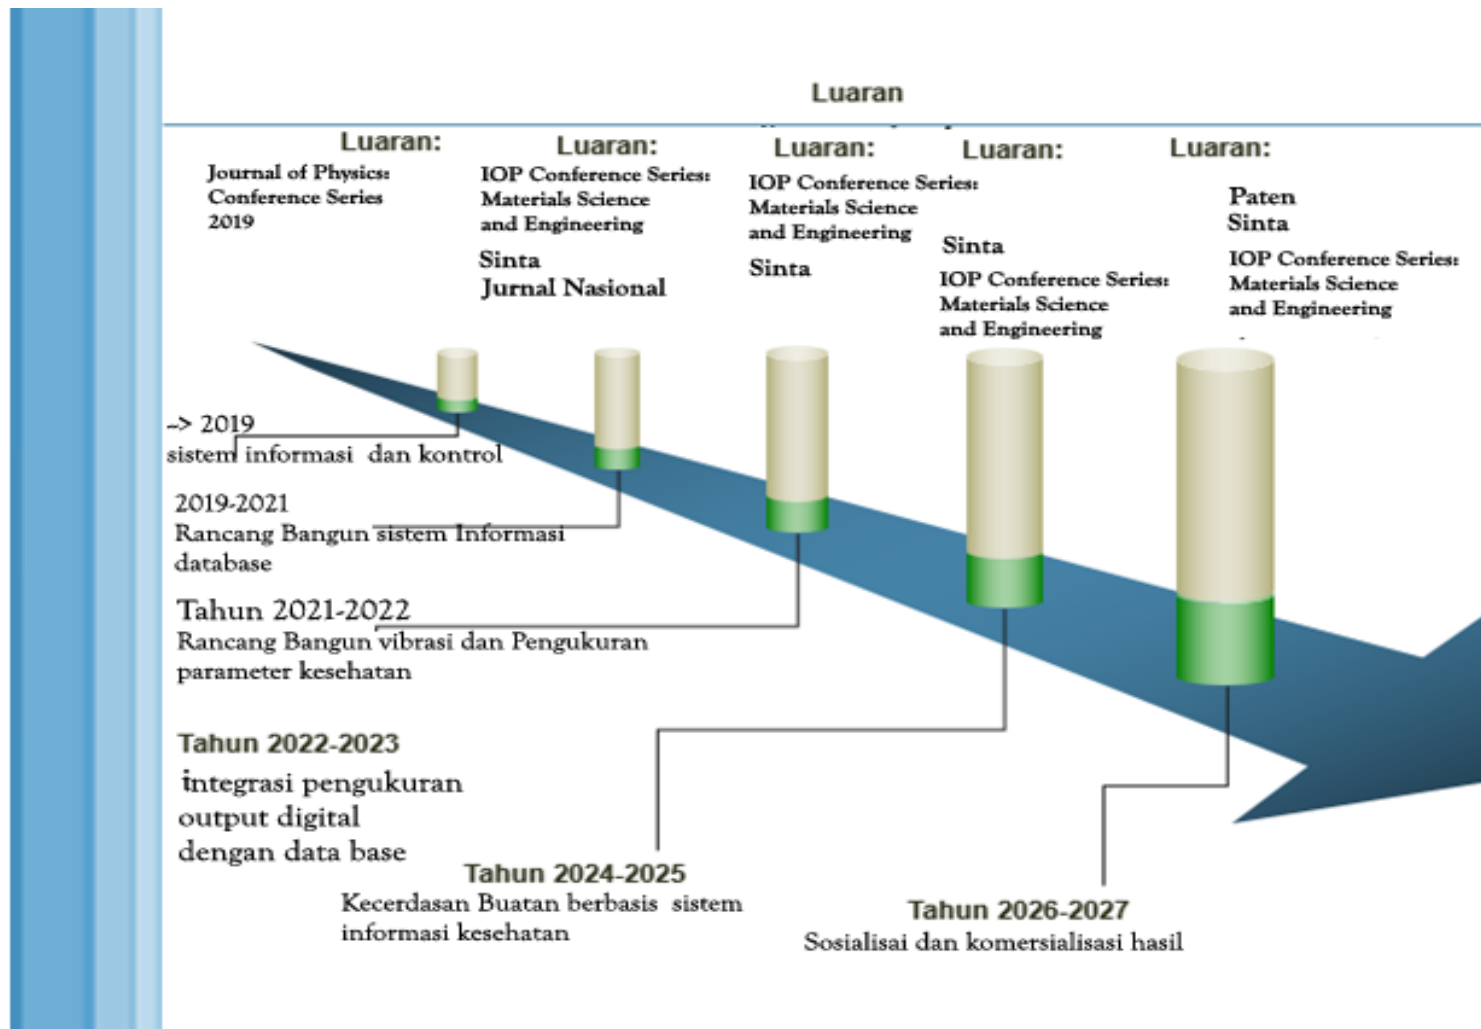 Luaran
Luaran:
Journal of Physics:
Conference Series
2019
Luaran:
IOP Conference Series:
Materials Science
and Engineering
Sinta
Jurnal Nasional
Luaran:
IOP Conference Series:
Materials Science
and Engineering
Sinta
Luaran:
Sinta
IOP Conference Series:
Materials Science
and Engineering
Luaran:
Paten
Sinta
IOP Conference Series:
Materials Science
and Engineering
--> 2019
sistem informasi dan kontrol
2019-2021
Rancang Bangun sistem Informasi
database
Tahun 2021-2022
Rancang Bangun vibrasi dan Pengukuran
parameter kesehatan
Tahun 2022-2023
integrasi pengukuran
output digital
dengan data base
Tahun 2024-2025
Kecerdasan Buatan berbasis sistem
informasi kesehatan
Tahun 2026-2027
Sosialisai dan komersialisasi hasil